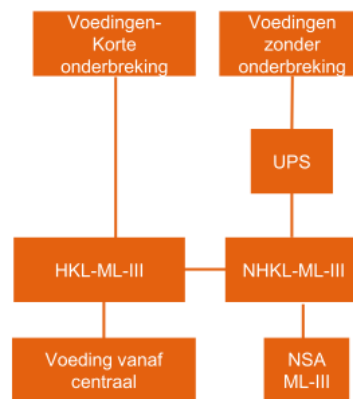 Voedingen-
Korte
onderbreking
Voedingen
zonder
onderbreking
UPS
HKL-ML-III
NHKL-ML-III
Voeding vanaf
centraal
NSA
ML-III